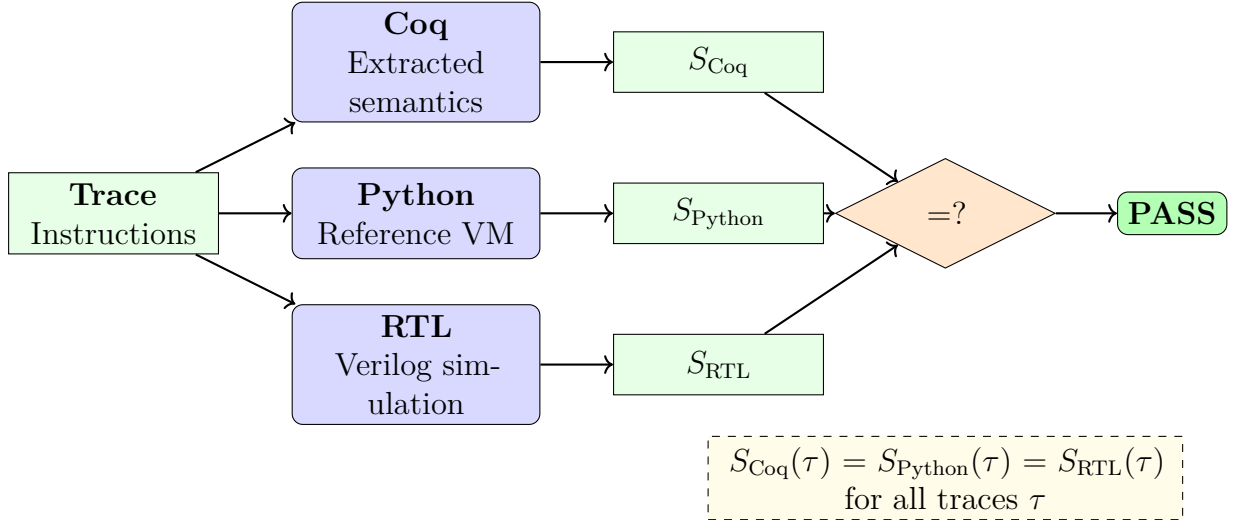 Coq
Extracted
semantics
S_Coq
Trace
Instructions
Python
Reference VM
S_Python
=?
PASS
RTL
Verilog sim-
ulation
S_RTL
S_Coq(τ) = S_Python(τ) = S_RTL(τ)
for all traces τ